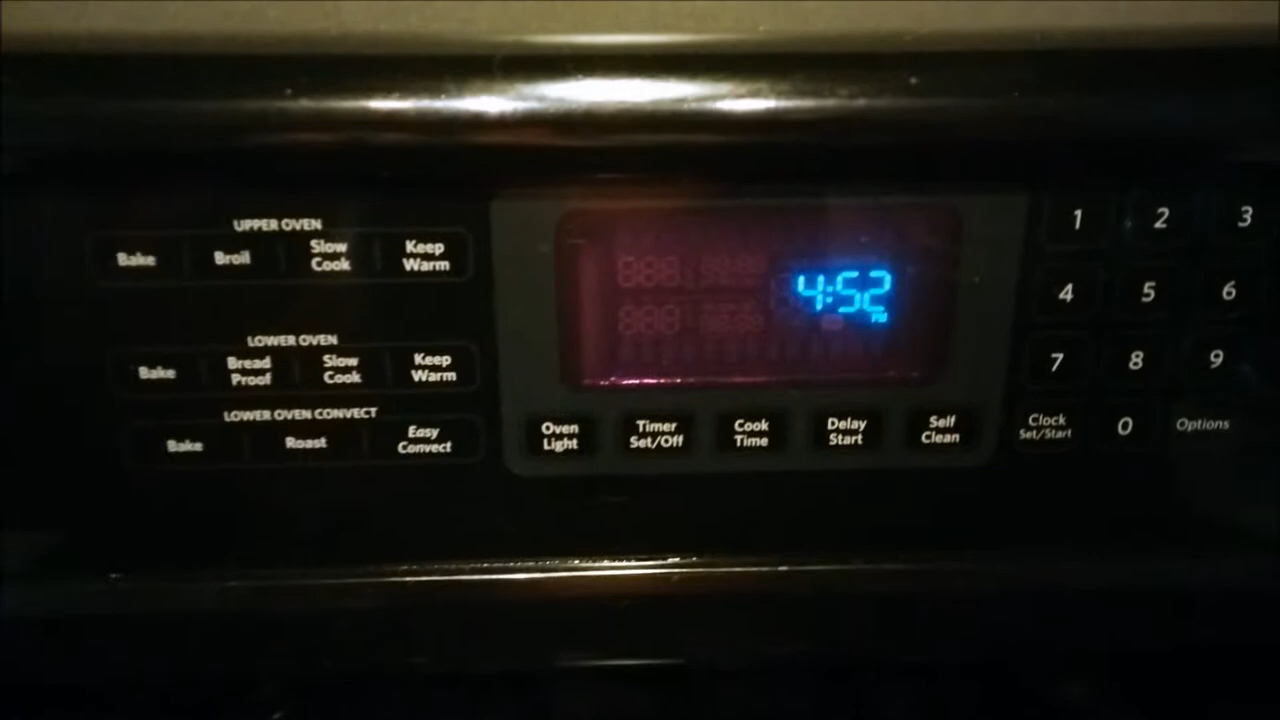 UPPER OVEN
Bake
Broil
Slow
Cook
Keep
Warm
LOWER OVEN
Bake
Bread
Proof
Slow
Cook
Keep
Warm
LOWER OVEN CONVECT
Bake
Roast
Easy
Convect
4:52
PM
Oven
Light
Timer
Set/Off
Cook
Time
Delay
Start
Self
Clean
1
2
3
4
5
6
7
8
9
Clock
Set/Start
0
Options